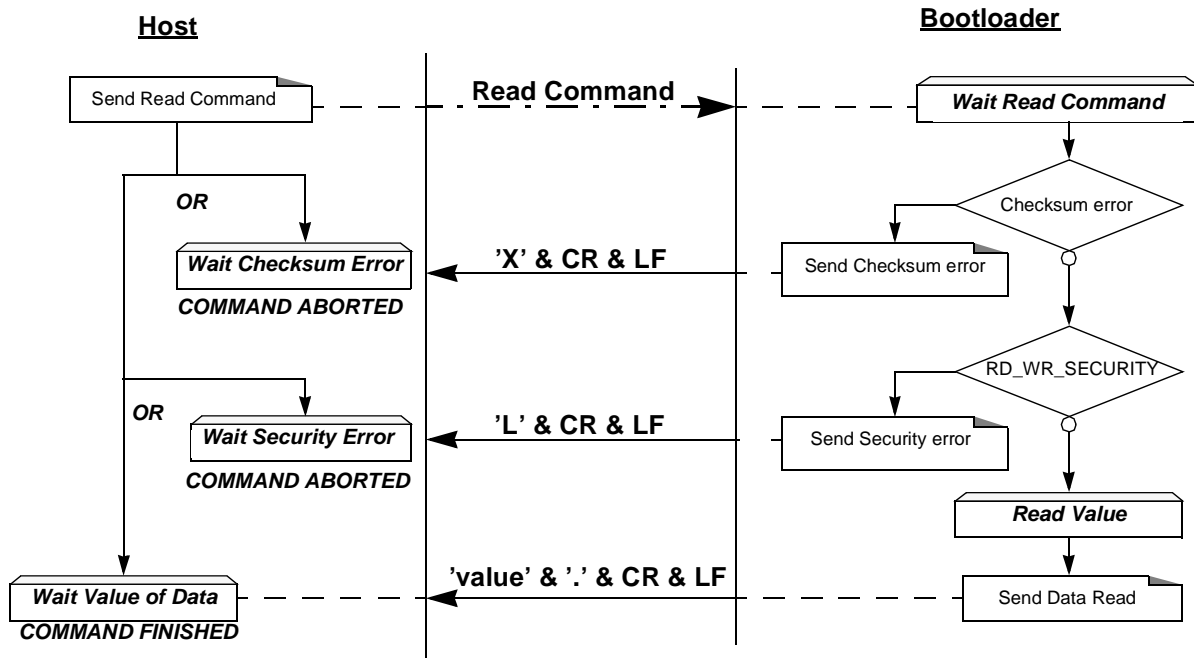 Host
Bootloader
Send Read Command
Read Command
Wait Read Command
OR
Checksum error
Wait Checksum Error
’X’ & CR & LF
Send Checksum error
COMMAND ABORTED
RD_WR_SECURITY
OR
Wait Security Error
’L’ & CR & LF
Send Security error
COMMAND ABORTED
Read Value
’value’ & ’.’ & CR & LF
Wait Value of Data
Send Data Read
COMMAND FINISHED